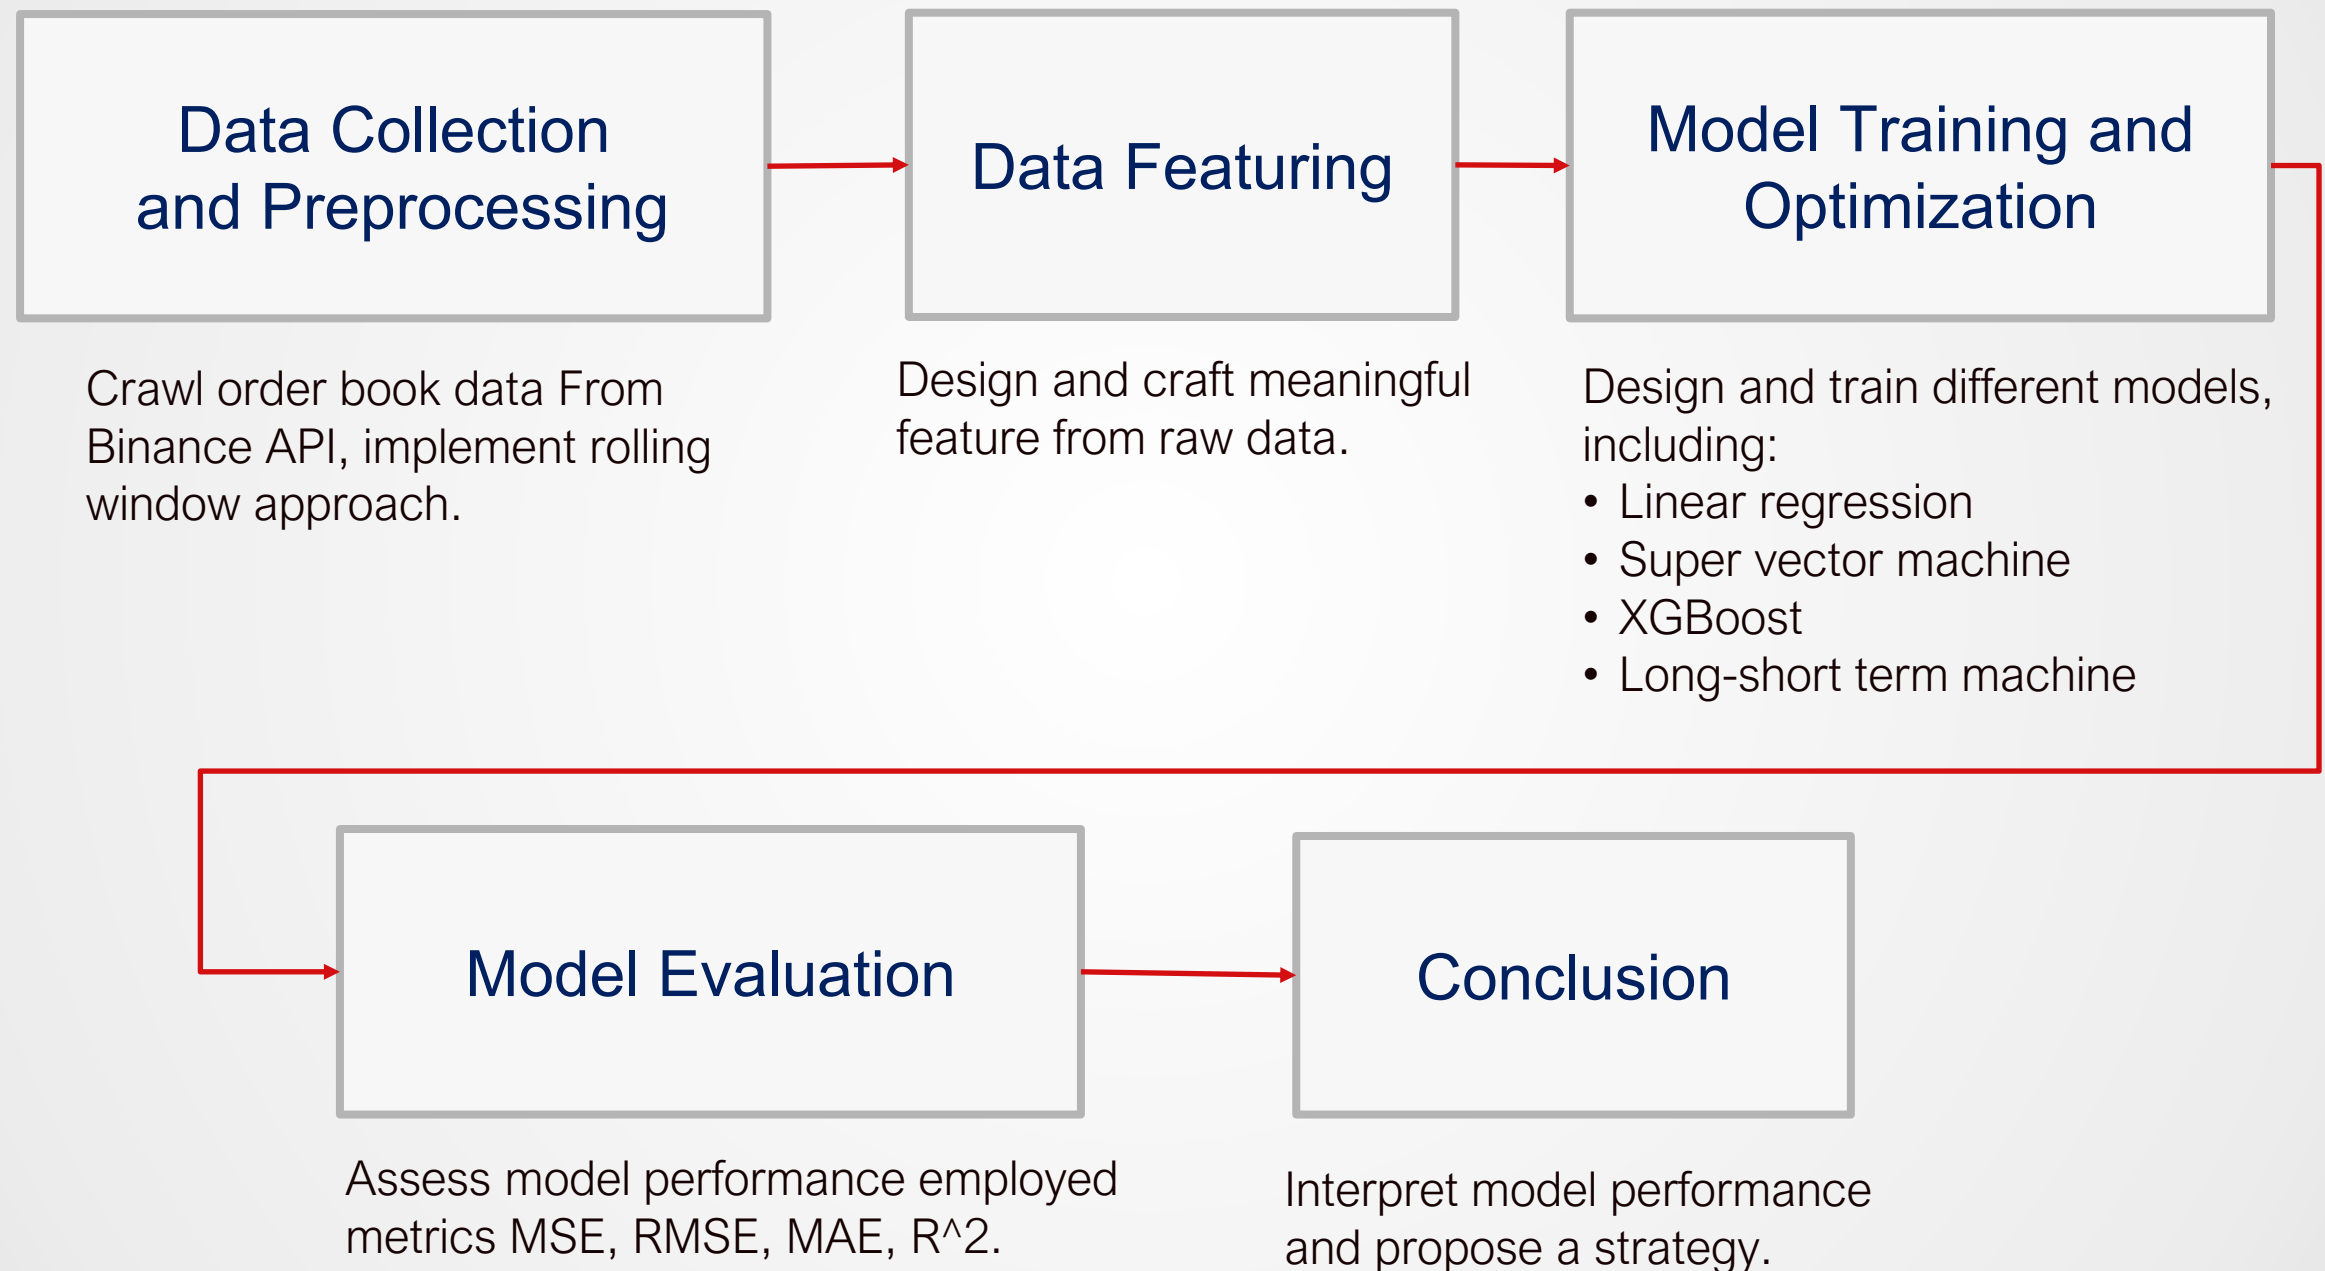 Data Collection
and Preprocessing
Crawl order book data From
Binance API, implement rolling
window approach.
Data Featuring
Design and craft meaningful
feature from raw data.
Model Training and
Optimization
Design and train different models,
including:
• Linear regression
• Super vector machine
• XGBoost
• Long-short term machine
Model Evaluation
Assess model performance employed
metrics MSE, RMSE, MAE, R^2.
Conclusion
Interpret model performance
and propose a strategy.